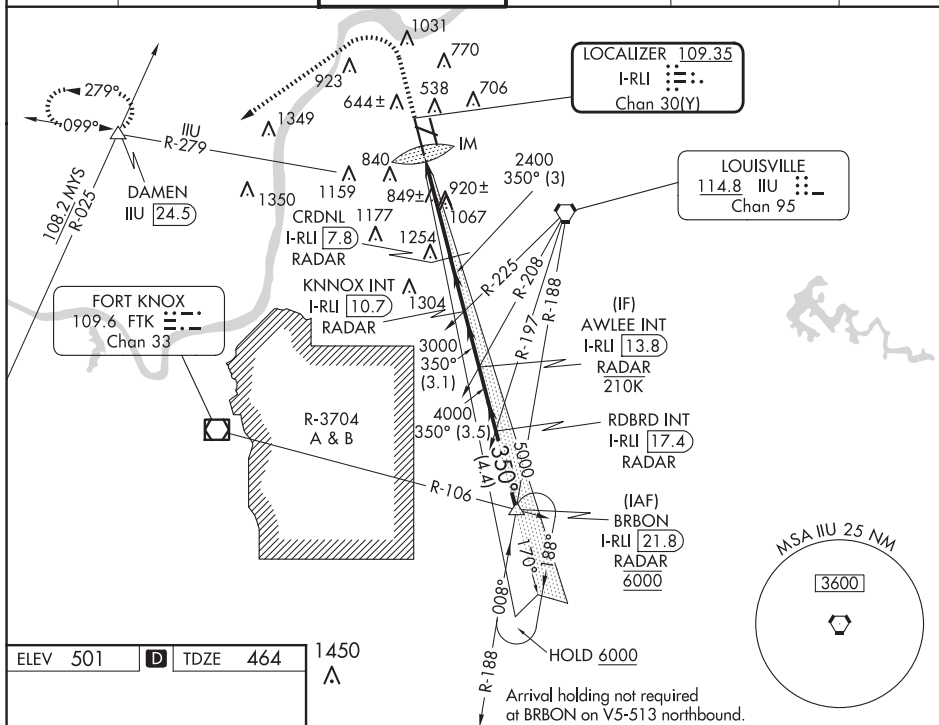 1031
770
923
644±
538
706
LOCALIZER 109.35
I-RLI
Chan 30(Y)
279°
099°
IIU
R-279
1349
IM
DAMEN
IIU 24.5
108.2 MYS
R-025
1350
1159
840
849±
920±
1067
2400
350° (3)
LOUISVILLE
114.8 IIU
Chan 95
CRDNL
I-RLI 7.8
RADAR
1177
1254
KNNOX INT
I-RLI 10.7
RADAR
1304
R-225
R-208
R-197
R-188
FORT KNOX
109.6 FTK
Chan 33
3000
350°
(3.1)
(IF)
AWLEE INT
I-RLI 13.8
RADAR
210K
R-3704
A & B
4000
350° (3.5)
RDBRD INT
I-RLI 17.4
RADAR
5000
350°
(4.4)
R-106
(IAF)
BRBON
I-RLI 21.8
RADAR
6000
170°
188°
008°
R-188
HOLD 6000
MSA IIU 25 NM
3600
ELEV 501 D TDZE 464
1450
Arrival holding not required
at BRBON on V5-513 northbound.